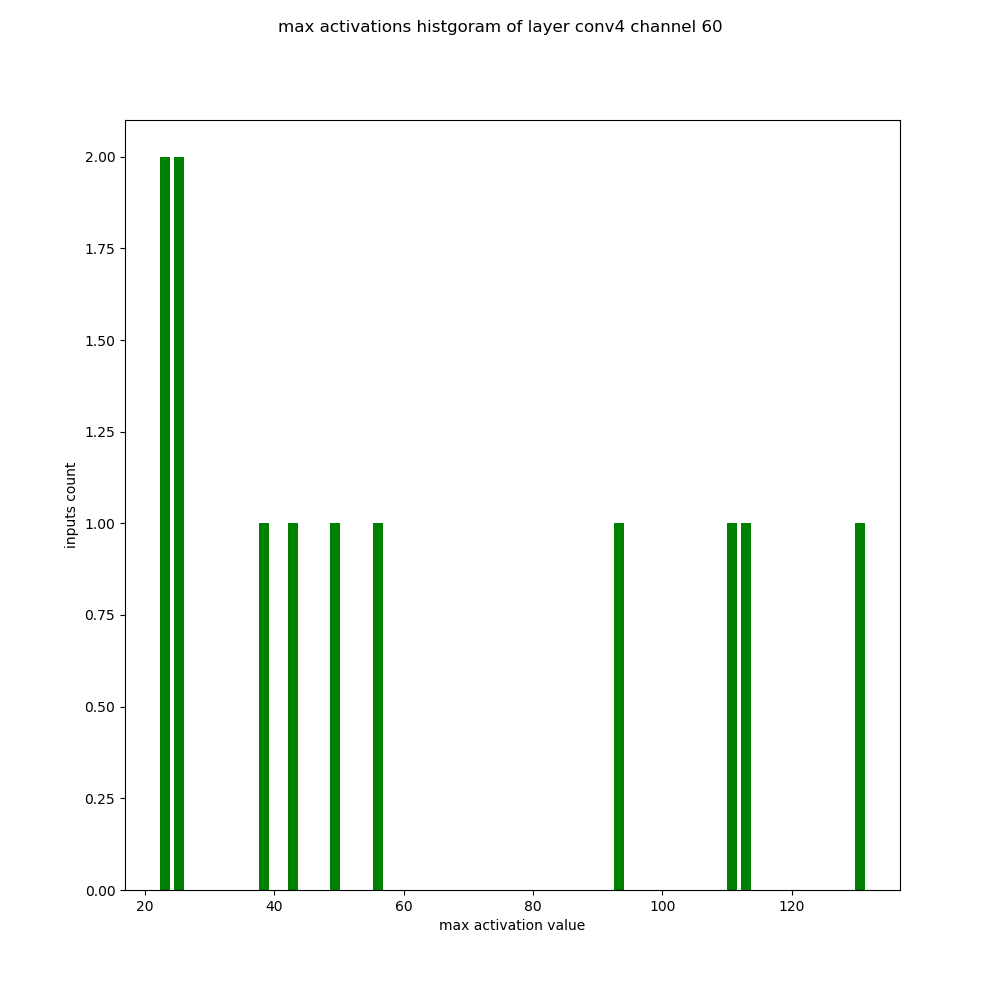 max activations histgoram of layer conv4 channel 60
2.00
1.75
1.50
1.25
1.00
0.75
0.50
0.25
0.00
inputs count
20 40 60 80 100 120
max activation value